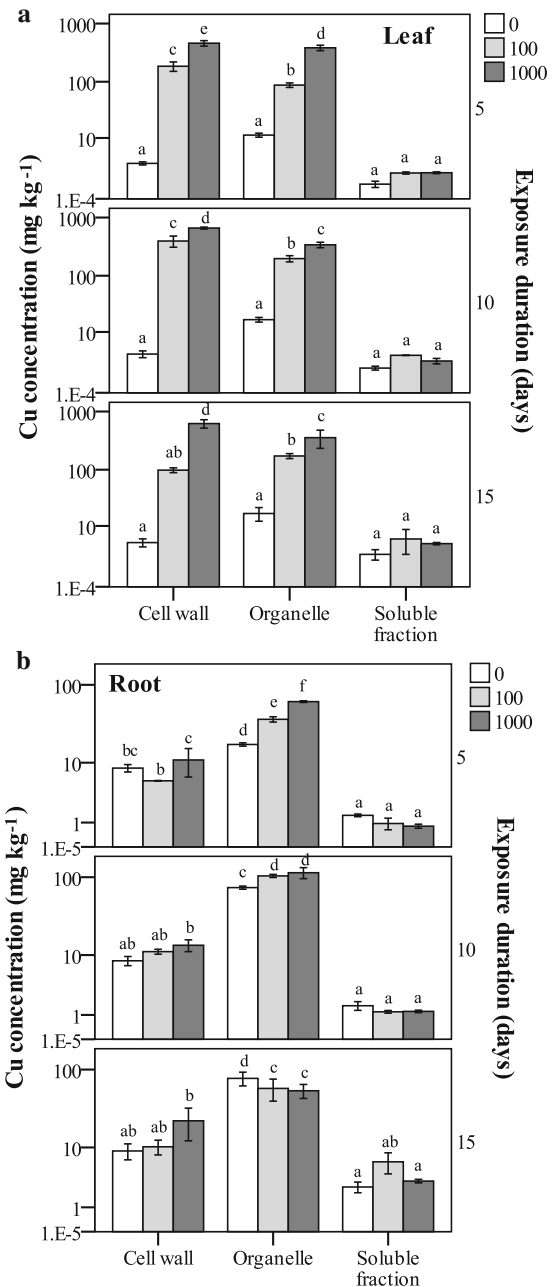 a
Leaf
0
100
1000
Cu concentration (mg kg-1)
Exposure duration (days)
1000
100
10
1.E-4
a c e a b d a a a
5
1000
100
10
1.E-4
a c d a b c a a a
10
1000
100
10
1.E-4
a ab d a b c a a a
15
Cell wall Organelle Soluble
fraction
b
Root
0
100
1000
Cu concentration (mg kg-1)
Exposure duration (days)
100
10
1
1.E-5
bc b c d e f a a a
5
100
10
1
1.E-5
ab ab b c d d a a a
10
100
10
1
1.E-5
ab ab b d c c a ab a
15
Cell wall Organelle Soluble
fraction